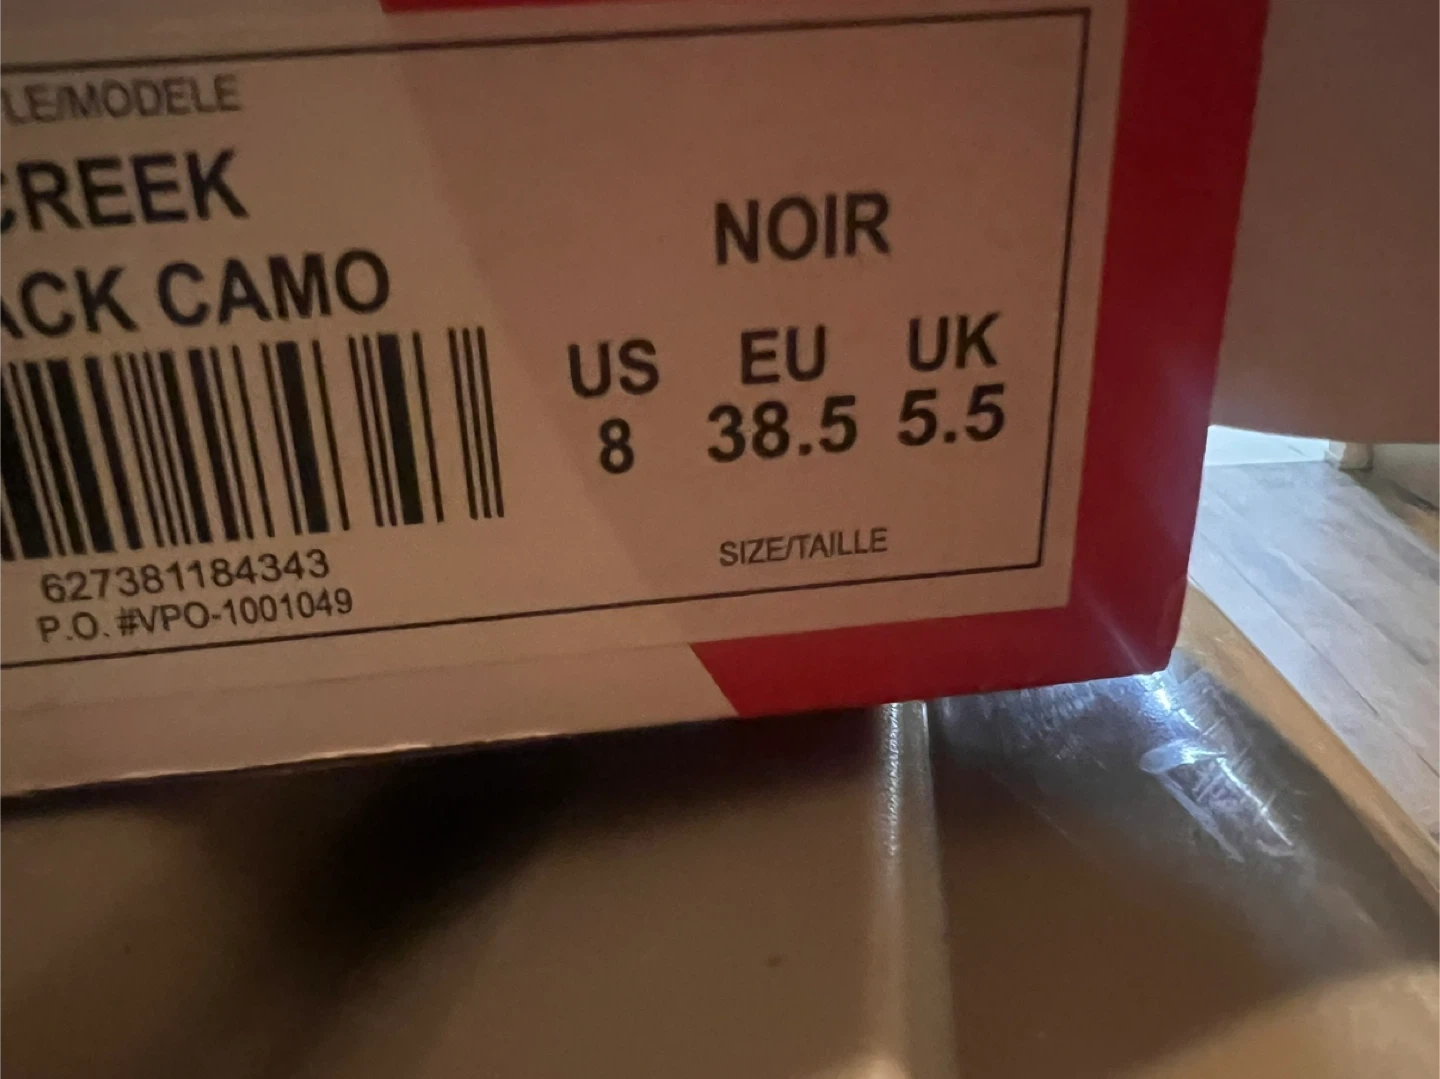 LE/MODELE
CREEK
ACK CAMO
627381184343
P.O. #VPO-1001049
NOIR
US EU UK
8 38.5 5.5
SIZE/TAILLE